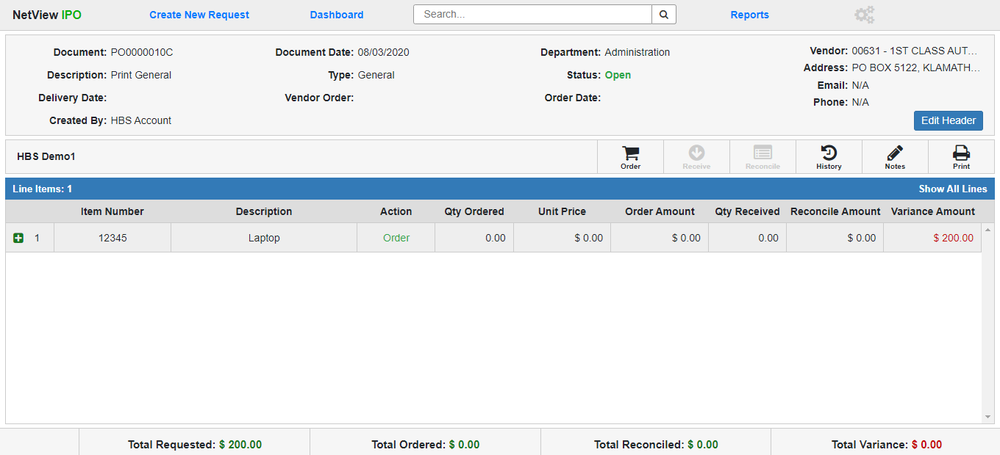 NetView IPO Create New Request Dashboard Search... Reports
Document: PO0000010C Document Date: 08/03/2020 Department: Administration Vendor: 00631 - 1ST CLASS AUT...
Address: PO BOX 5122, KLAMATH...
Description: Print General Type: General Status: Open
Email: N/A
Delivery Date: Vendor Order: Order Date:
Phone: N/A
Created By: HBS Account Edit Header
HBS Demo1
Order Receive Reconcile History Notes Print
Line Items: 1 Show All Lines
Item Number Description Action Qty Ordered Unit Price Order Amount Qty Received Reconcile Amount Variance Amount
1 12345 Laptop Order 0.00 $ 0.00 $ 0.00 0.00 $ 0.00 $ 200.00
Total Requested: $ 200.00 Total Ordered: $ 0.00 Total Reconciled: $ 0.00 Total Variance: $ 0.00